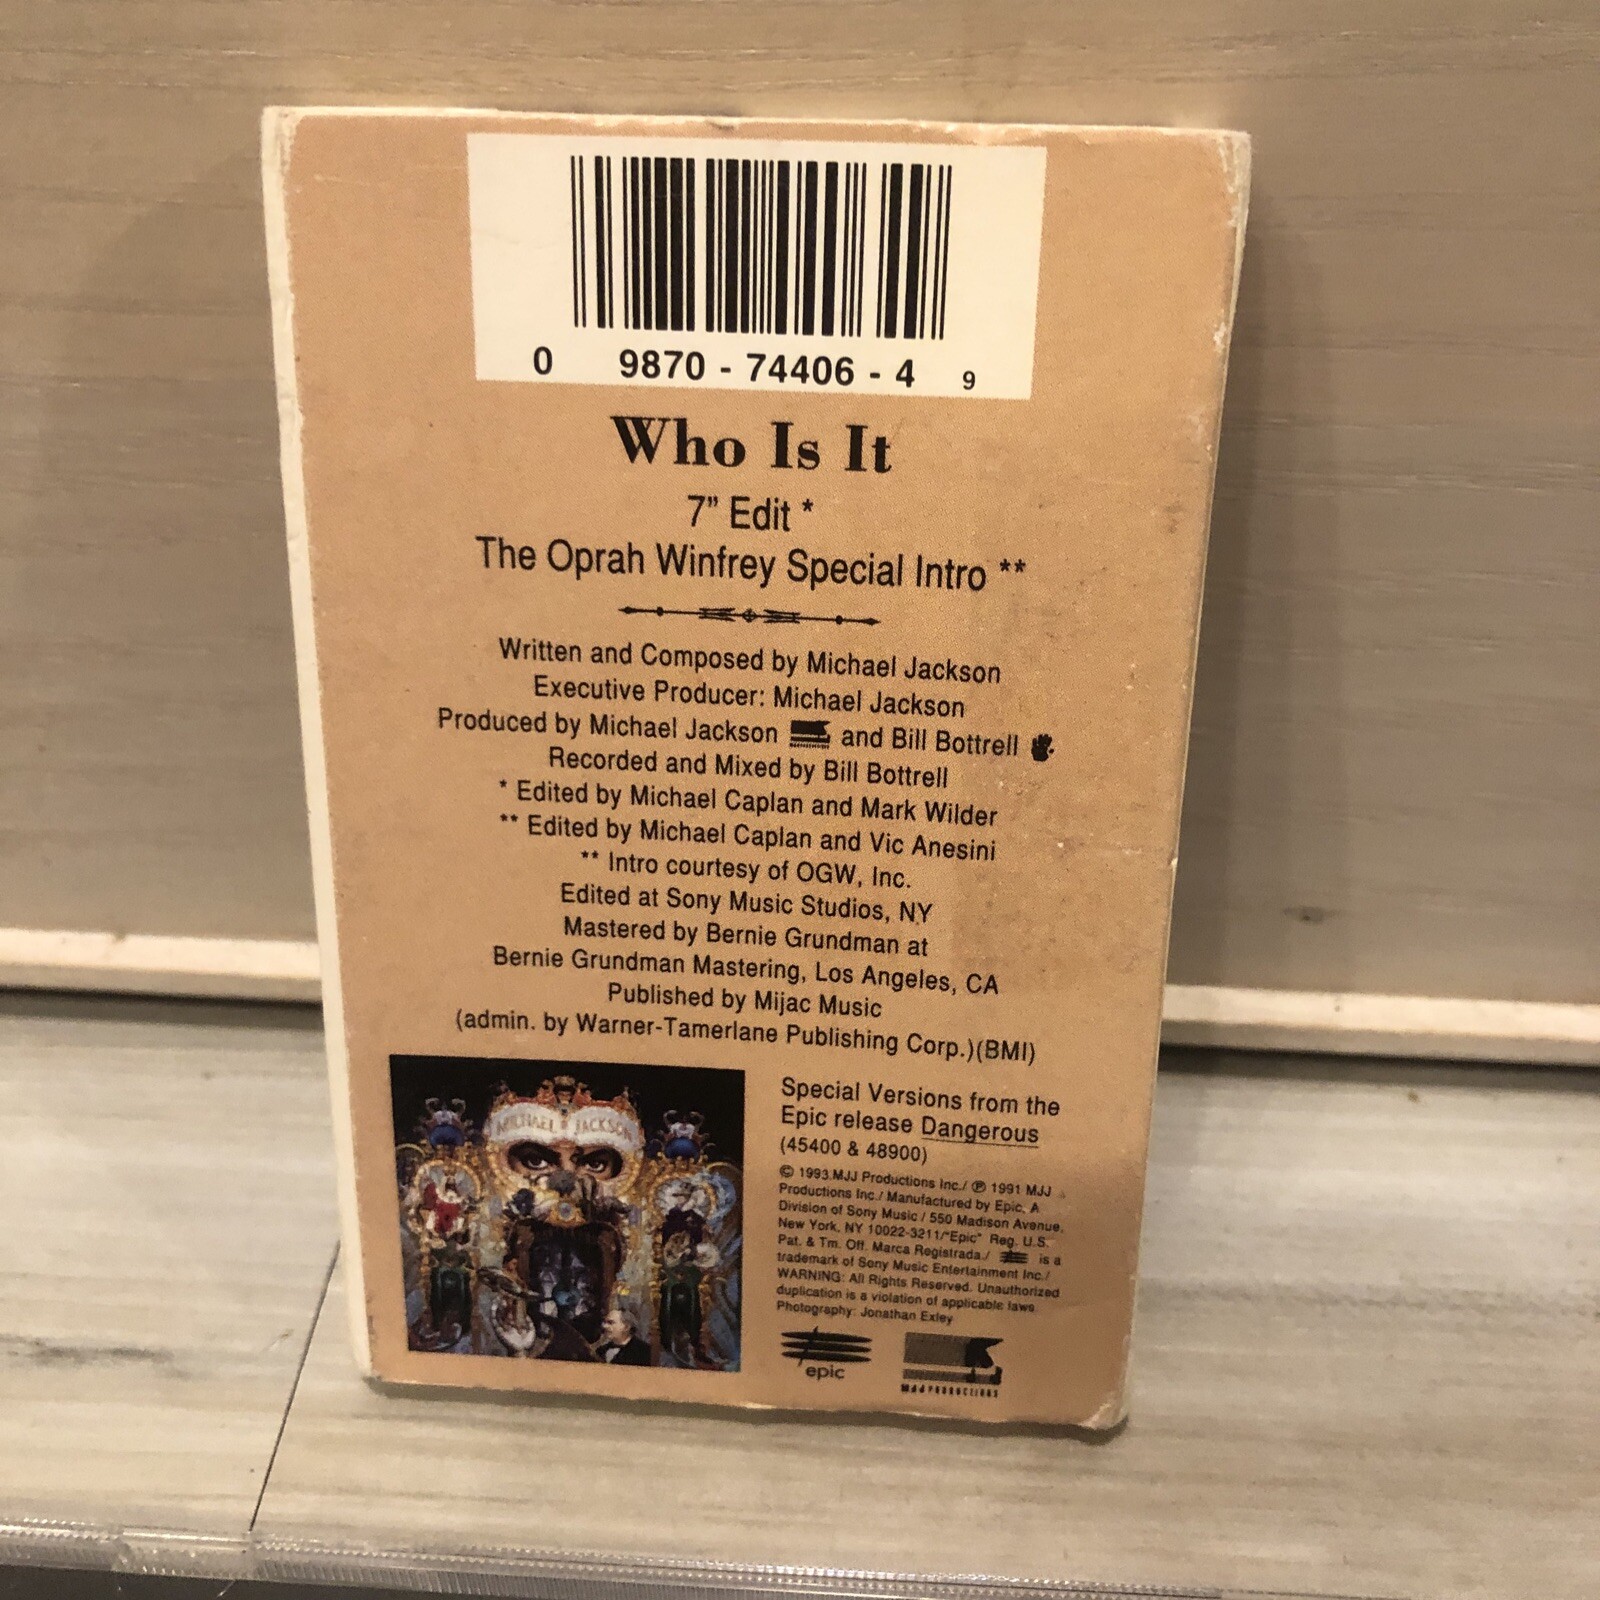 0 9870 - 74406 - 4 9
Who Is It
7” Edit *
The Oprah Winfrey Special Intro **
Written and Composed by Michael Jackson
Executive Producer: Michael Jackson
Produced by Michael Jackson and Bill Bottrell
Recorded and Mixed by Bill Bottrell
* Edited by Michael Caplan and Mark Wilder
** Edited by Michael Caplan and Vic Anesini
** Intro courtesy of OGW, Inc.
Edited at Sony Music Studios, NY
Mastered by Bernie Grundman at
Bernie Grundman Mastering, Los Angeles, CA
Published by Mijac Music
(admin. by Warner-Tamerlane Publishing Corp.)(BMI)
MICHAEL JACKSON
Special Versions from the
Epic release Dangerous
(45400 & 48900)
© 1993 MJJ Productions Inc./ ℗ 1991 MJJ
Productions Inc./ Manufactured by Epic, A
Division of Sony Music / 550 Madison Avenue,
New York, NY 10022-3211/"Epic" Reg. U.S.
Pat. & Tm. Off. Marca Registrada./ is a
trademark of Sony Music Entertainment Inc./
WARNING: All Rights Reserved. Unauthorized
duplication is a violation of applicable laws.
Photography: Jonathan Exley
epic
MJJ PRODUCTIONS